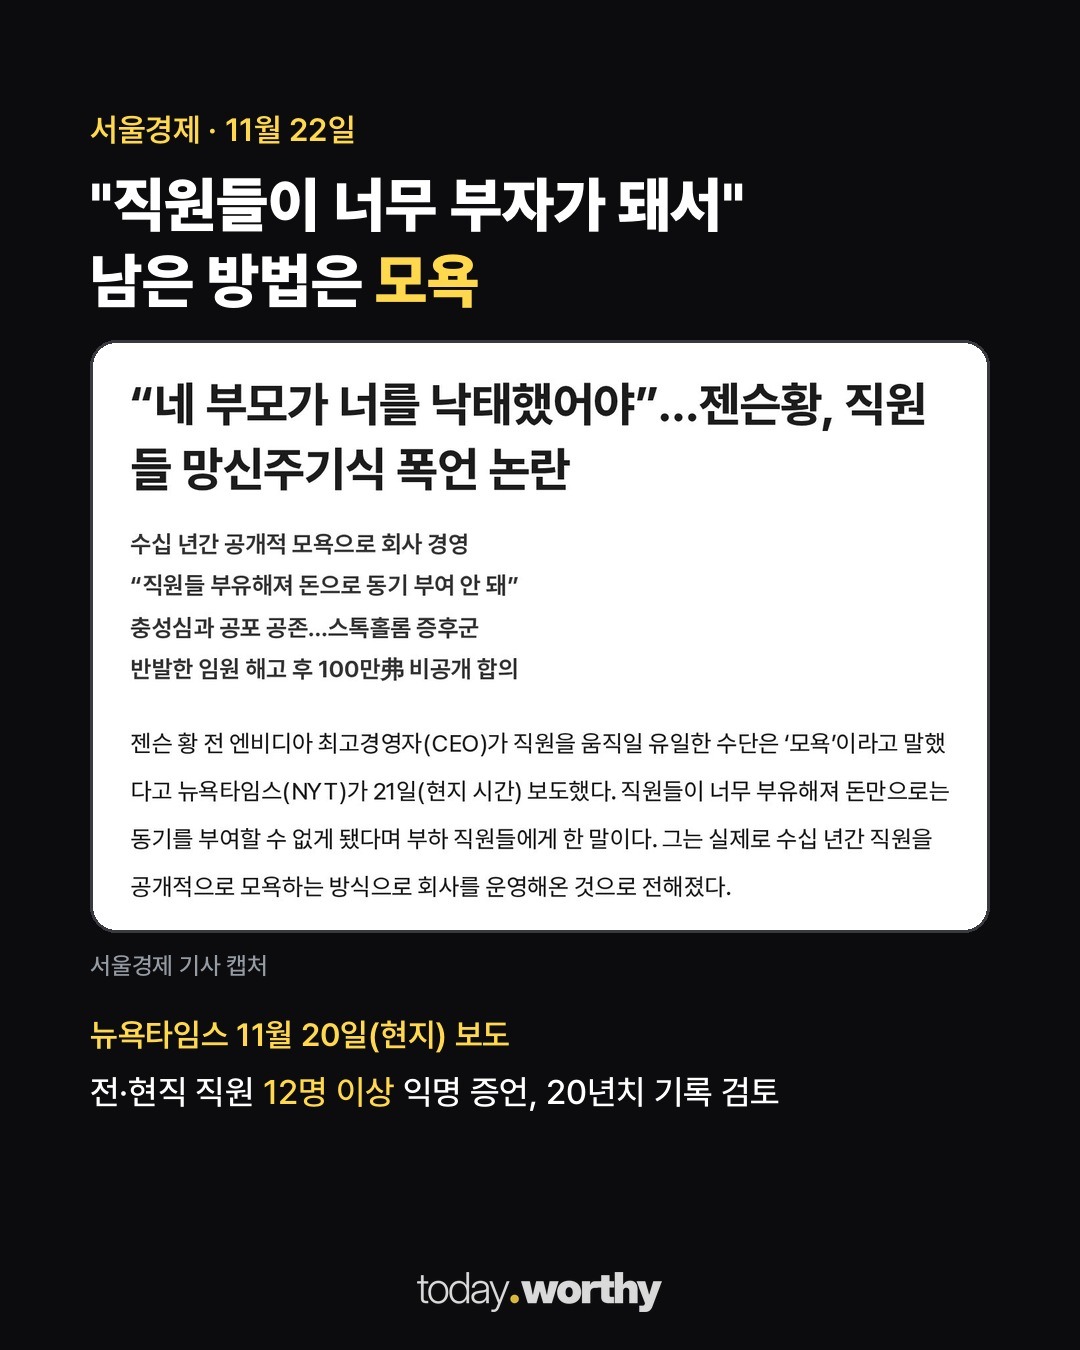 서울경제 · 11월 22일
"직원들이 너무 부자가 돼서"
남은 방법은 모욕
“네 부모가 너를 낙태했어야”...젠슨황, 직원
들 망신주기식 폭언 논란
수십 년간 공개적 모욕으로 회사 경영
“직원들 부유해져 돈으로 동기 부여 안 돼”
충성심과 공포 공존...스톡홀롬 증후군
반발한 임원 해고 후 100만弗 비공개 합의
젠슨 황 전 엔비디아 최고경영자(CEO)가 직원을 움직일 유일한 수단은 ‘모욕’이라고 말했
다고 뉴욕타임스(NYT)가 21일(현지 시간) 보도했다. 직원들이 너무 부유해져 돈만으로는
동기를 부여할 수 없게 됐다며 부하 직원들에게 한 말이다. 그는 실제로 수십 년간 직원을
공개적으로 모욕하는 방식으로 회사를 운영해온 것으로 전해졌다.
서울경제 기사 캡처
뉴욕타임스 11월 20일(현지) 보도
전·현직 직원 12명 이상 익명 증언, 20년치 기록 검토
today.worthy